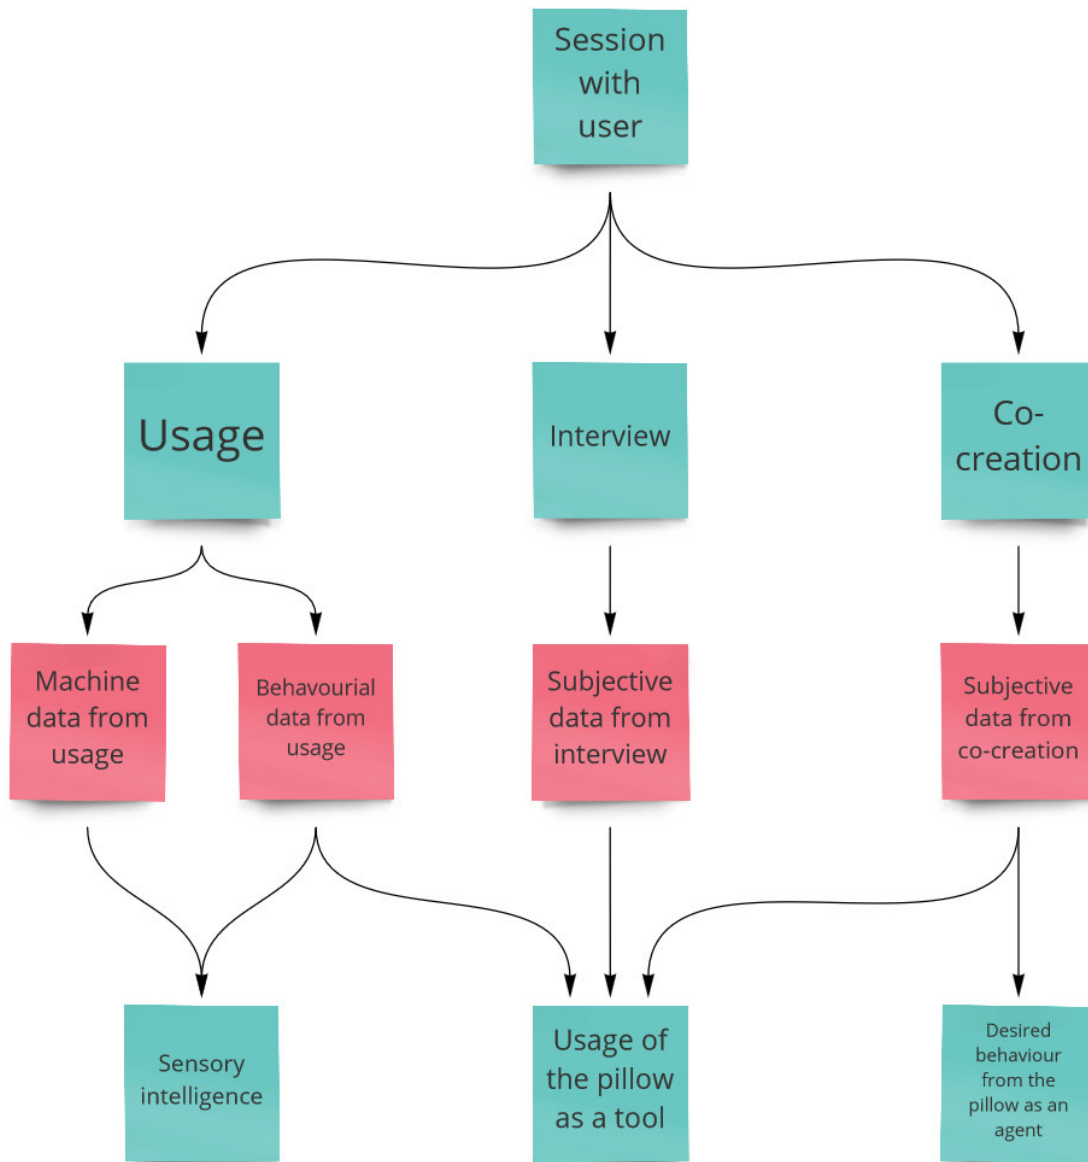 Session
with
user
Usage
Interview
Co-
creation
Machine
data from
usage
Behavourial
data from
usage
Subjective
data from
interview
Subjective
data from
co-creation
Sensory
intelligence
Usage of
the pillow
as a tool
Desired
behaviour
from the
pillow as an
agent